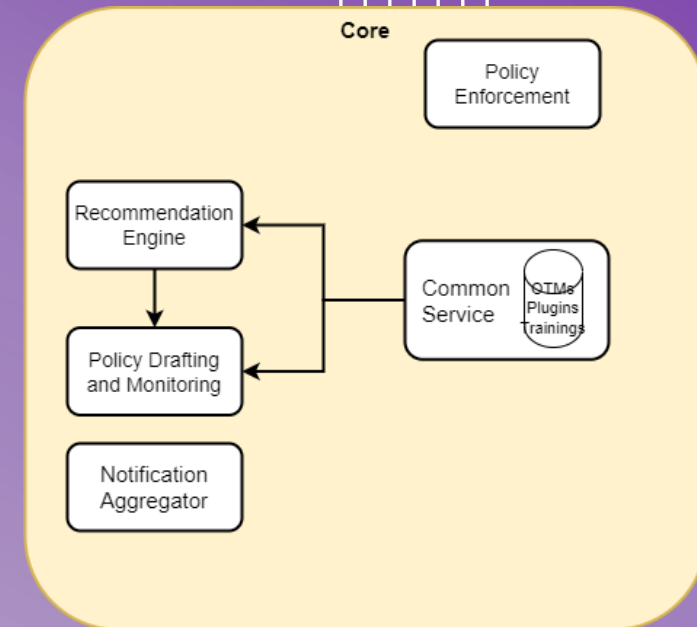 Core
Policy
Enforcement
Recommendation
Engine
Common
Service
OTMs
Plugins
Trainings
Policy Drafting
and Monitoring
Notification
Aggregator